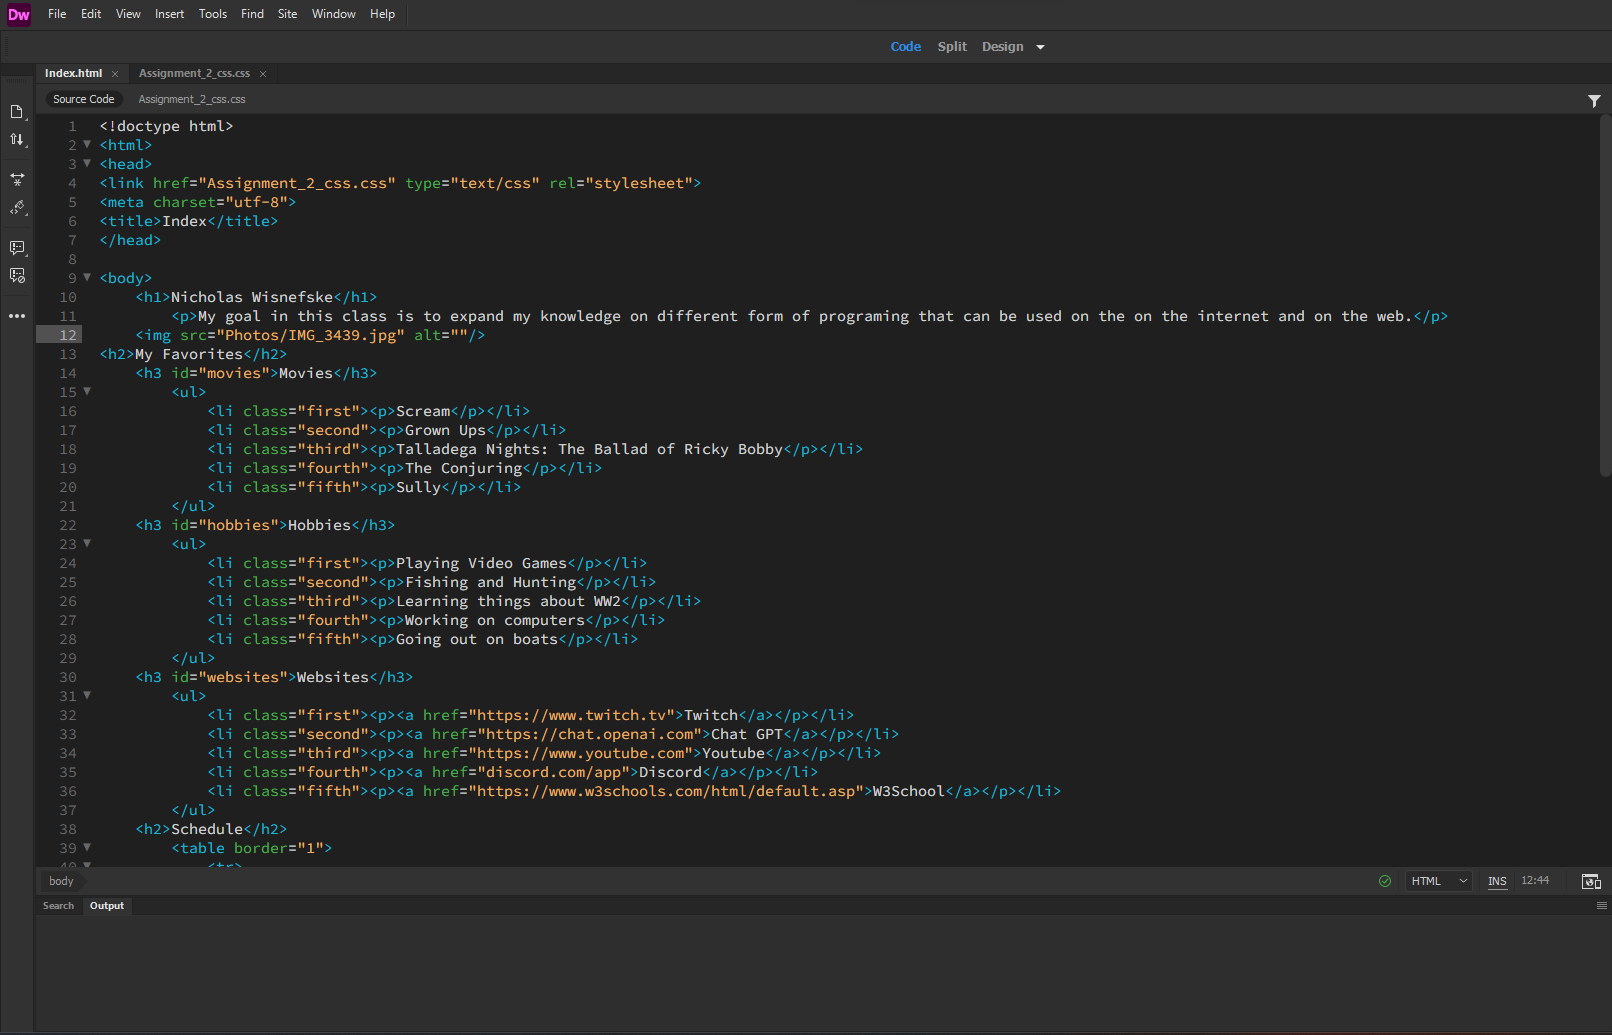 Dw File Edit View Insert Tools Find Site Window Help
Code Split Design
Index.html × Assignment_2_css.css ×
Source Code Assignment_2_css.css
1 <!doctype html>
2 <html>
3 <head>
4 <link href="Assignment_2_css.css" type="text/css" rel="stylesheet">
5 <meta charset="utf-8">
6 <title>Index</title>
7 </head>
8
9 <body>
10 <h1>Nicholas Wisnefske</h1>
11 <p>My goal in this class is to expand my knowledge on different form of programing that can be used on the on the internet and on the web.</p>
12 <img src="Photos/IMG_3439.jpg" alt=""/>
13 <h2>My Favorites</h2>
14 <h3 id="movies">Movies</h3>
15 <ul>
16 <li class="first"><p>Scream</p></li>
17 <li class="second"><p>Grown Ups</p></li>
18 <li class="third"><p>Talladega Nights: The Ballad of Ricky Bobby</p></li>
19 <li class="fourth"><p>The Conjuring</p></li>
20 <li class="fifth"><p>Sully</p></li>
21 </ul>
22 <h3 id="hobbies">Hobbies</h3>
23 <ul>
24 <li class="first"><p>Playing Video Games</p></li>
25 <li class="second"><p>Fishing and Hunting</p></li>
26 <li class="third"><p>Learning things about WW2</p></li>
27 <li class="fourth"><p>Working on computers</p></li>
28 <li class="fifth"><p>Going out on boats</p></li>
29 </ul>
30 <h3 id="websites">Websites</h3>
31 <ul>
32 <li class="first"><p><a href="https://www.twitch.tv">Twitch</a></p></li>
33 <li class="second"><p><a href="https://chat.openai.com">Chat GPT</a></p></li>
34 <li class="third"><p><a href="https://www.youtube.com">Youtube</a></p></li>
35 <li class="fourth"><p><a href="discord.com/app">Discord</a></p></li>
36 <li class="fifth"><p><a href="https://www.w3schools.com/html/default.asp">W3School</a></p></li>
37 </ul>
38 <h2>Schedule</h2>
39 <table border="1">
40 <tr>
body HTML INS 12:44
Search Output